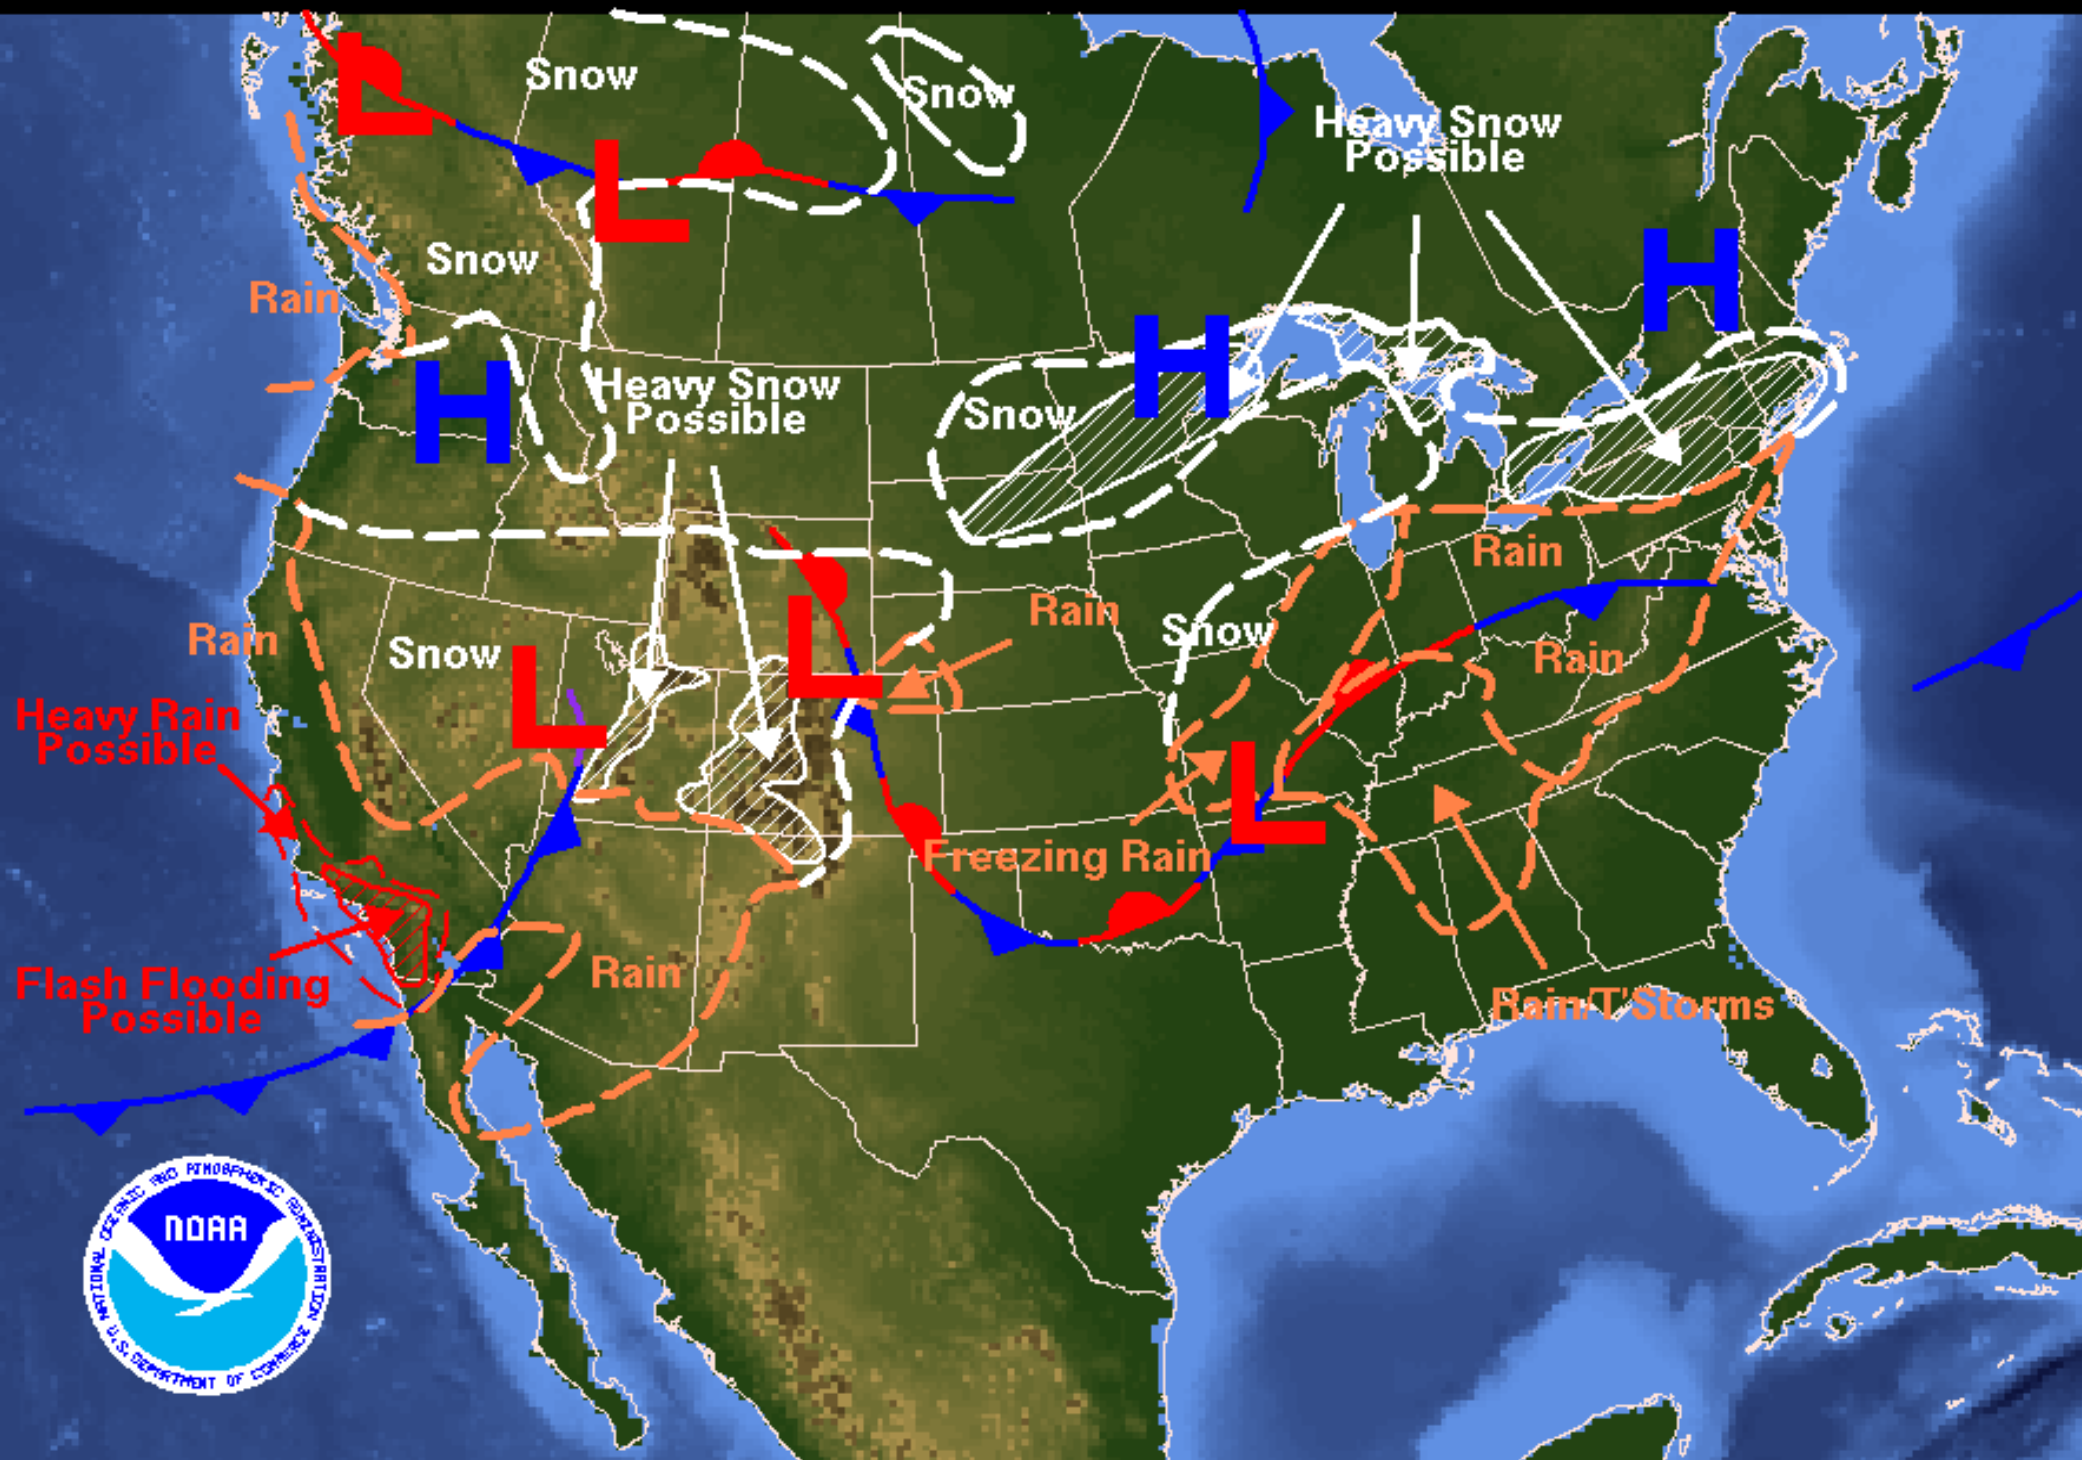 Snow
Snow
Heavy Snow
Possible
Snow
Rain
Heavy Snow
Possible
Snow
Rain
Rain
Rain
Snow
Snow
Rain
Heavy Rain
Possible
Freezing Rain
Rain
Flash Flooding
Possible
Rain/T'Storms
L
L
H
H
H
L
L
L
NATIONAL OCEANIC AND ATMOSPHERIC ADMINISTRATION
NOAA
U.S. DEPARTMENT OF COMMERCE